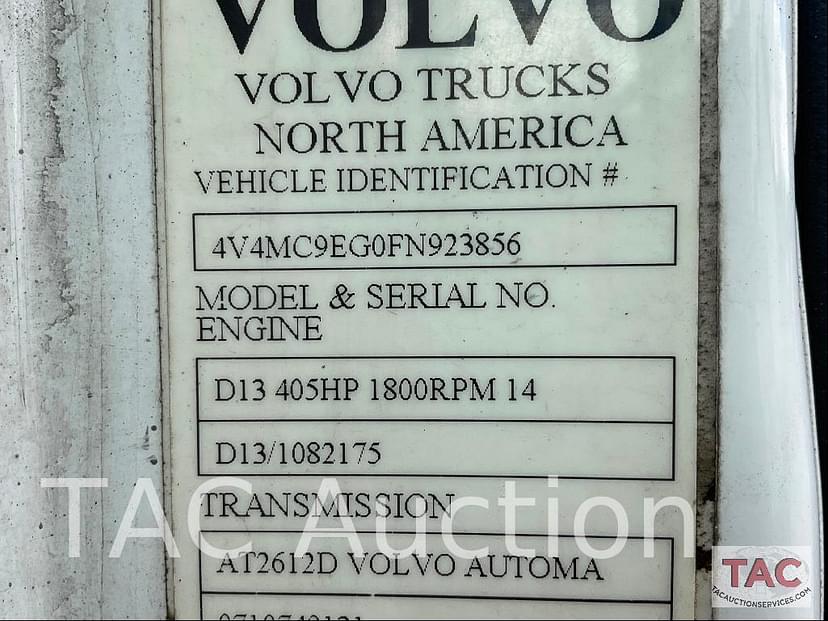 VOLVO
VOLVO TRUCKS
NORTH AMERICA
VEHICLE IDENTIFICATION #
4V4MC9EG0FN923856
MODEL & SERIAL NO.
ENGINE
D13 405HP 1800RPM 14
D13/1082175
TRANSMISSION
TAC Auction
AT2612D VOLVO AUTOMA
TAC
TACAUCTIONSERVICES.COM